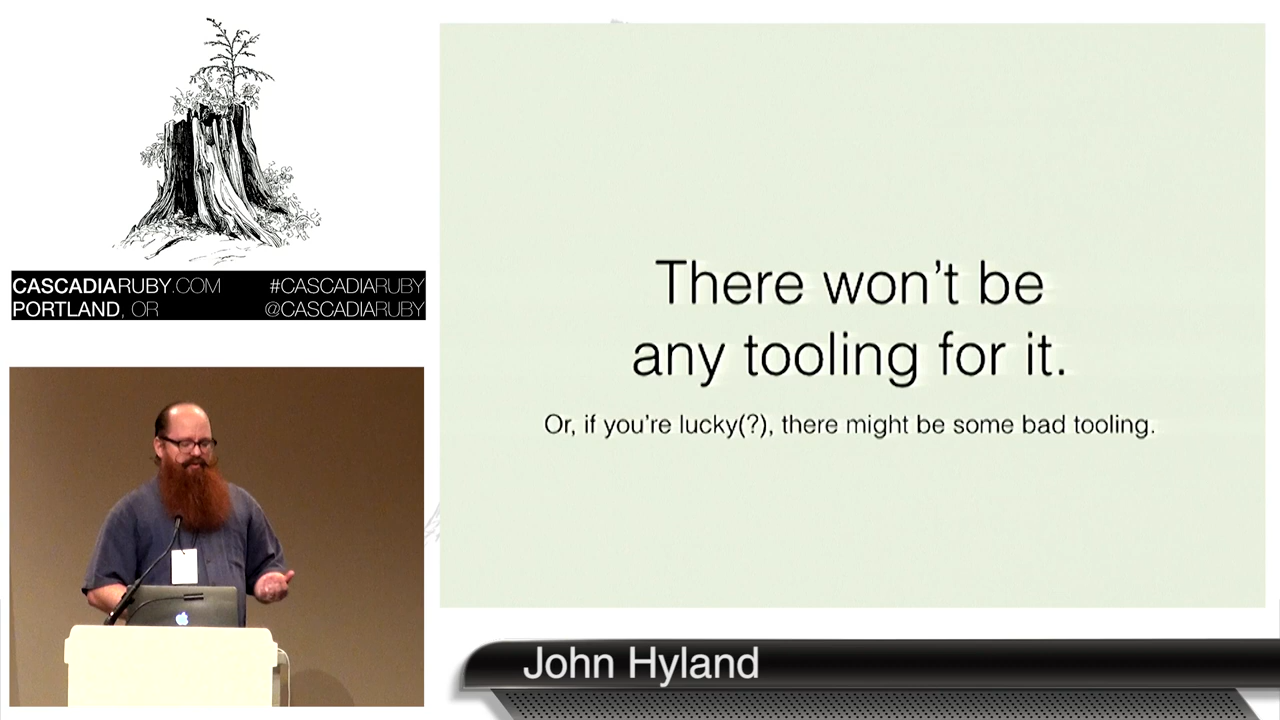 CASCADIARUBY.COM #CASCADIARUBY
PORTLAND, OR @CASCADIARUBY
There won't be
any tooling for it.
Or, if you're lucky(?), there might be some bad tooling.
John Hyland